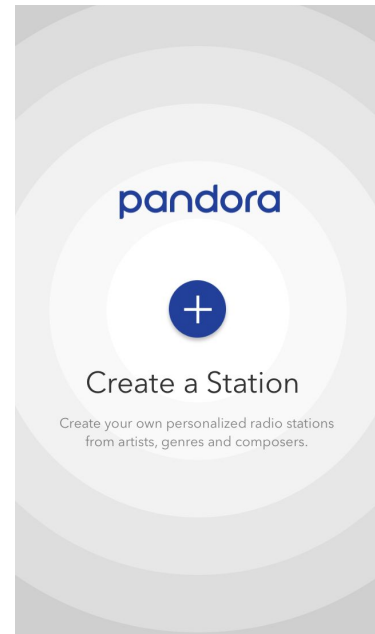 pandora
Create a Station
Create your own personalized radio stations
from artists, genres and composers.